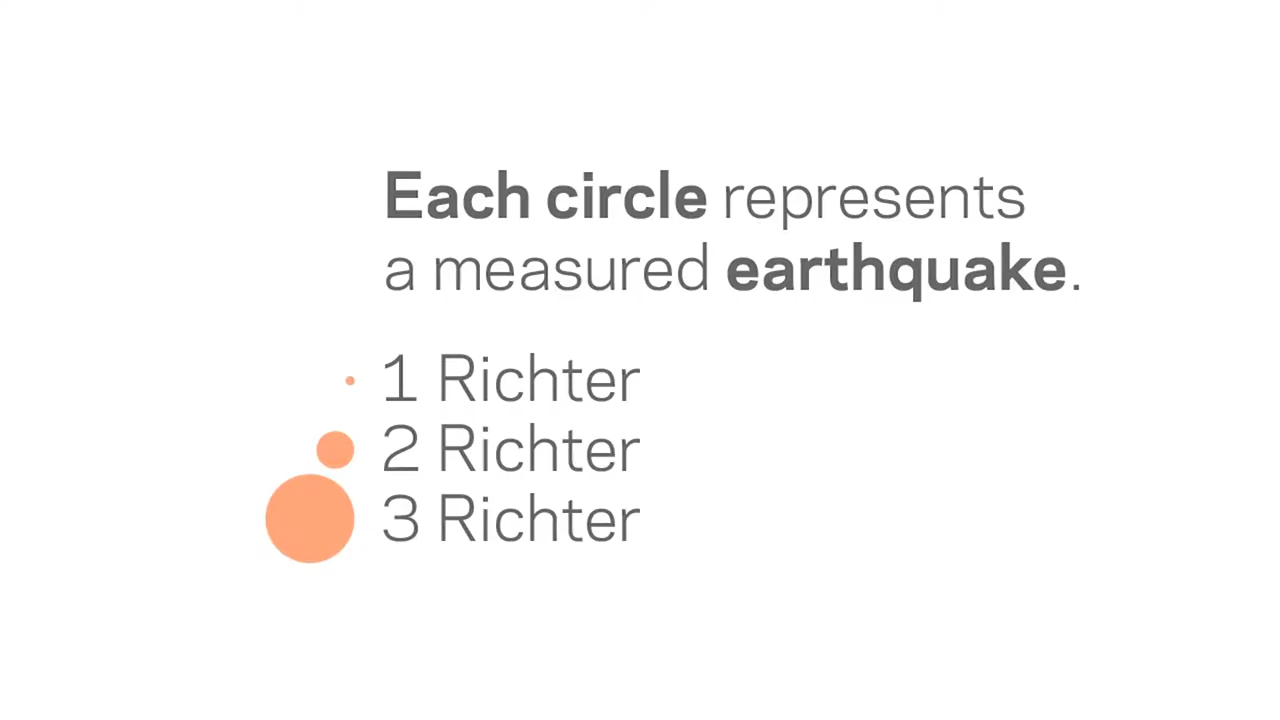 Each circle represents
a measured earthquake.
1 Richter
2 Richter
3 Richter